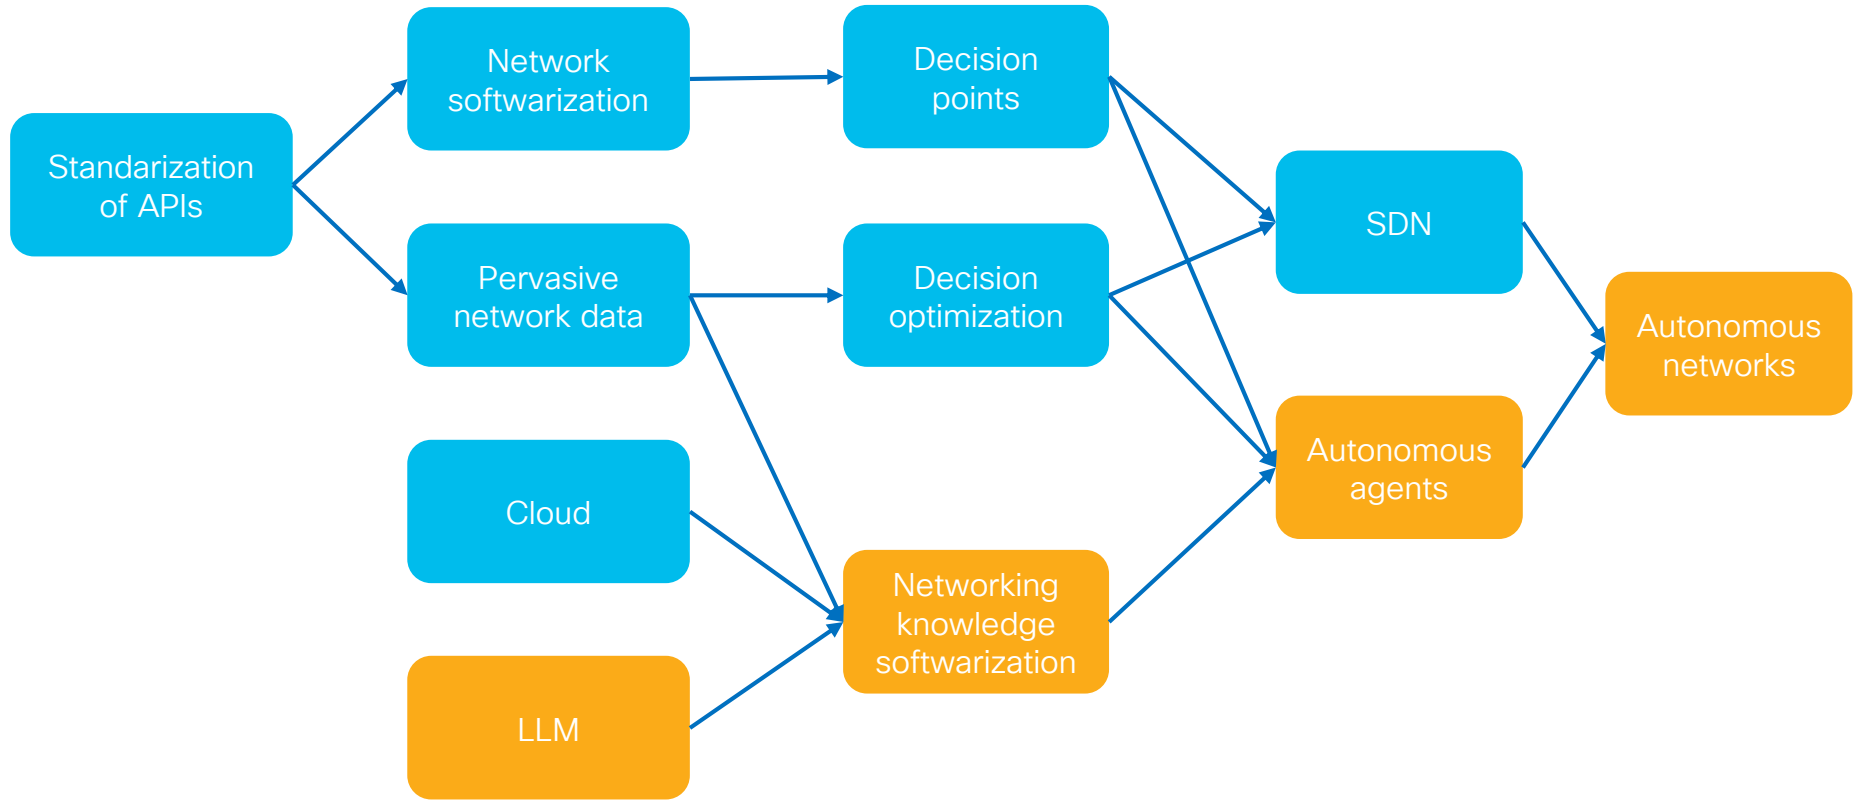 Standarization
of APIs
Network
softwarization
Pervasive
network data
Cloud
LLM
Decision
points
Decision
optimization
Networking
knowledge
softwarization
SDN
Autonomous
agents
Autonomous
networks